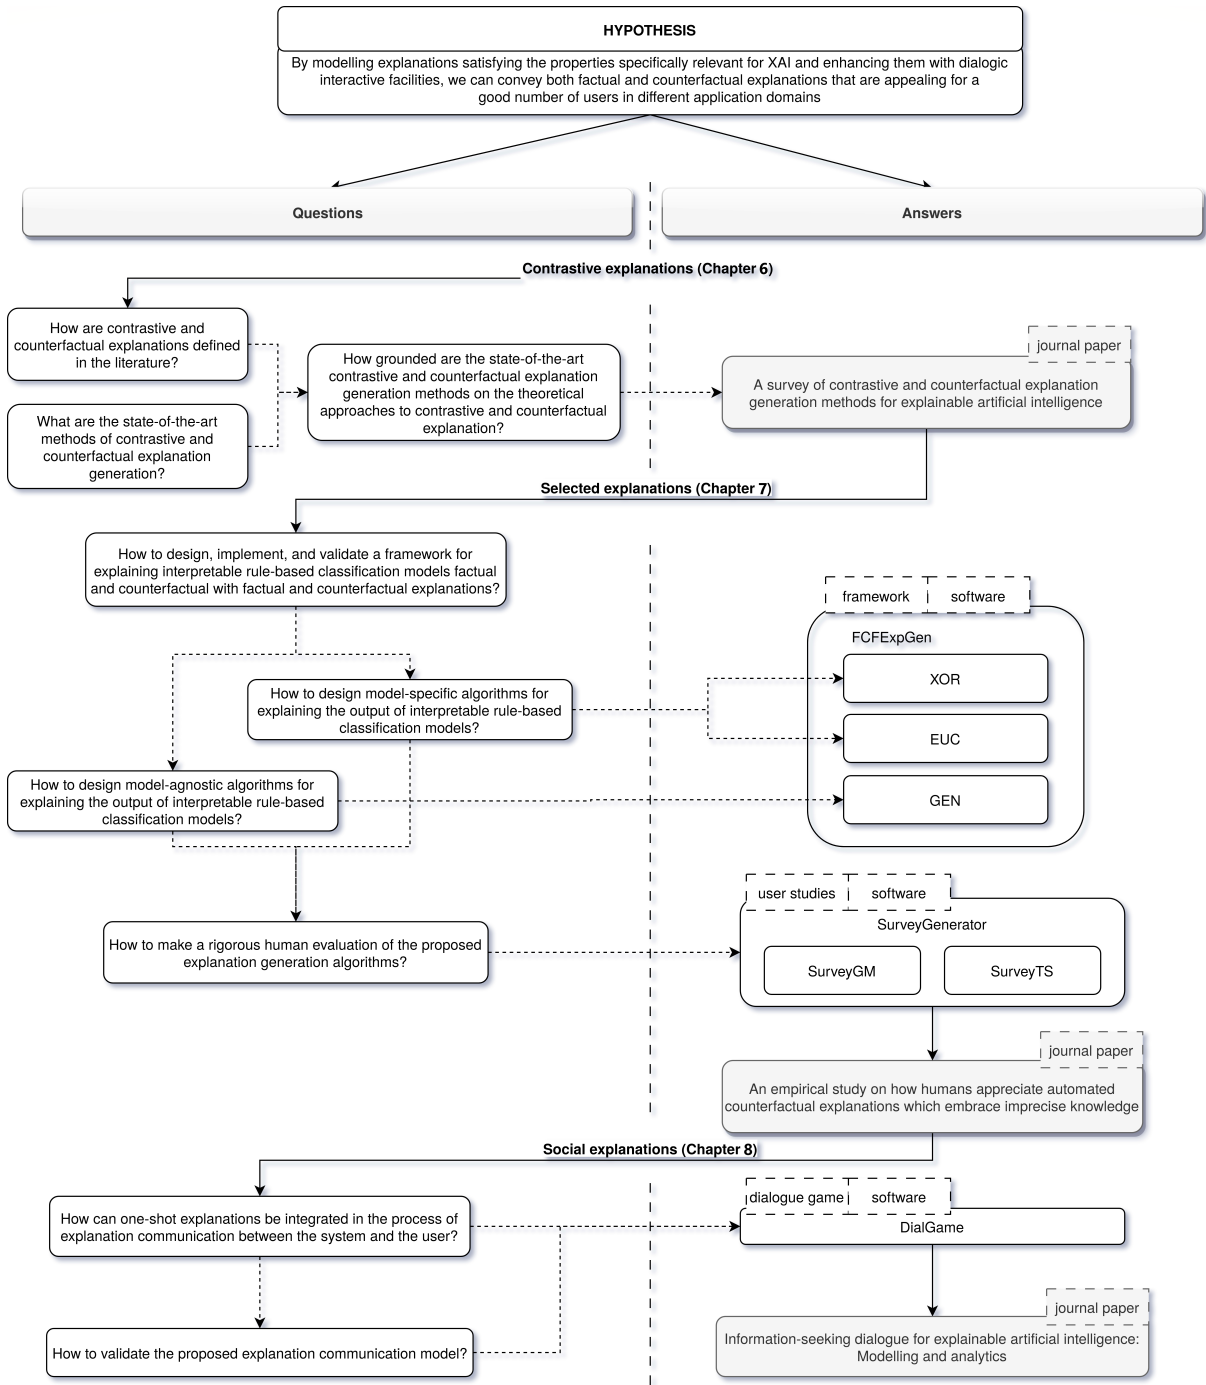 HYPOTHESIS
By modelling explanations satisfying the properties specifically relevant for XAI and enhancing them with dialogic
interactive facilities, we can convey both factual and counterfactual explanations that are appealing for a
good number of users in different application domains
Questions
Answers
Contrastive explanations (Chapter 6)
How are contrastive and
counterfactual explanations defined
in the literature?
What are the state-of-the-art
methods of contrastive and
counterfactual explanation
generation?
How grounded are the state-of-the-art
contrastive and counterfactual explanation
generation methods on the theoretical
approaches to contrastive and counterfactual
explanation?
journal paper
A survey of contrastive and counterfactual explanation
generation methods for explainable artificial intelligence
Selected explanations (Chapter 7)
How to design, implement, and validate a framework for
explaining interpretable rule-based classification models factual
and counterfactual with factual and counterfactual explanations?
How to design model-specific algorithms for
explaining the output of interpretable rule-based
classification models?
How to design model-agnostic algorithms for
explaining the output of interpretable rule-based
classification models?
framework
software
FCFExpGen
XOR
EUC
GEN
How to make a rigorous human evaluation of the proposed
explanation generation algorithms?
user studies
software
SurveyGenerator
SurveyGM
SurveyTS
journal paper
An empirical study on how humans appreciate automated
counterfactual explanations which embrace imprecise knowledge
Social explanations (Chapter 8)
How can one-shot explanations be integrated in the process of
explanation communication between the system and the user?
How to validate the proposed explanation communication model?
dialogue game
software
DialGame
journal paper
Information-seeking dialogue for explainable artificial intelligence:
Modelling and analytics